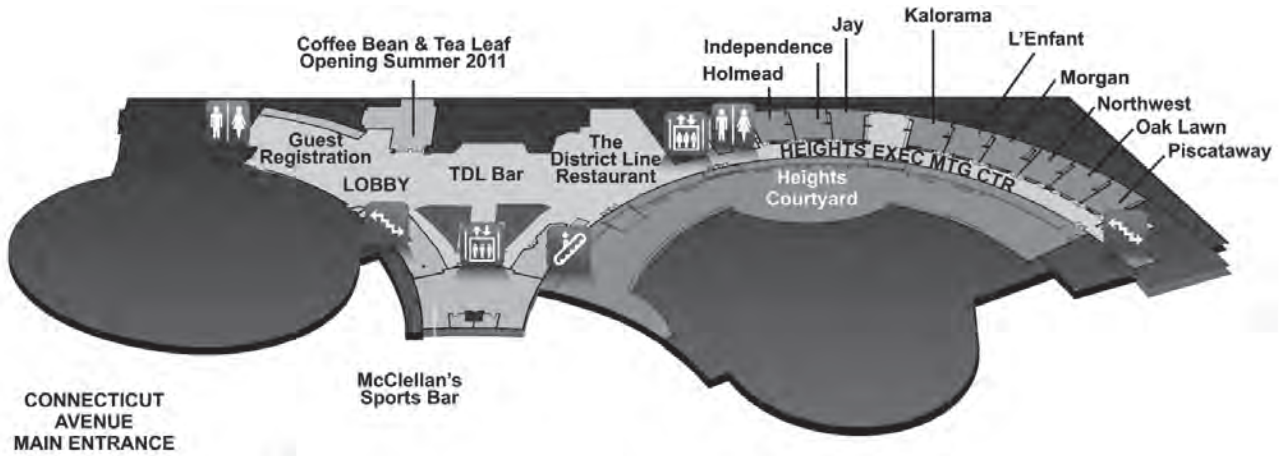 Kalorama
Jay
L'Enfant
Independence
Holmead
Coffee Bean & Tea Leaf
Opening Summer 2011
Morgan
Northwest
Oak Lawn
Piscataway
Guest
Registration
LOBBY
TDL Bar
The
District Line
Restaurant
HEIGHTS EXEC MTG CTR
Heights
Courtyard
McClellan's
Sports Bar
CONNECTICUT
AVENUE
MAIN ENTRANCE